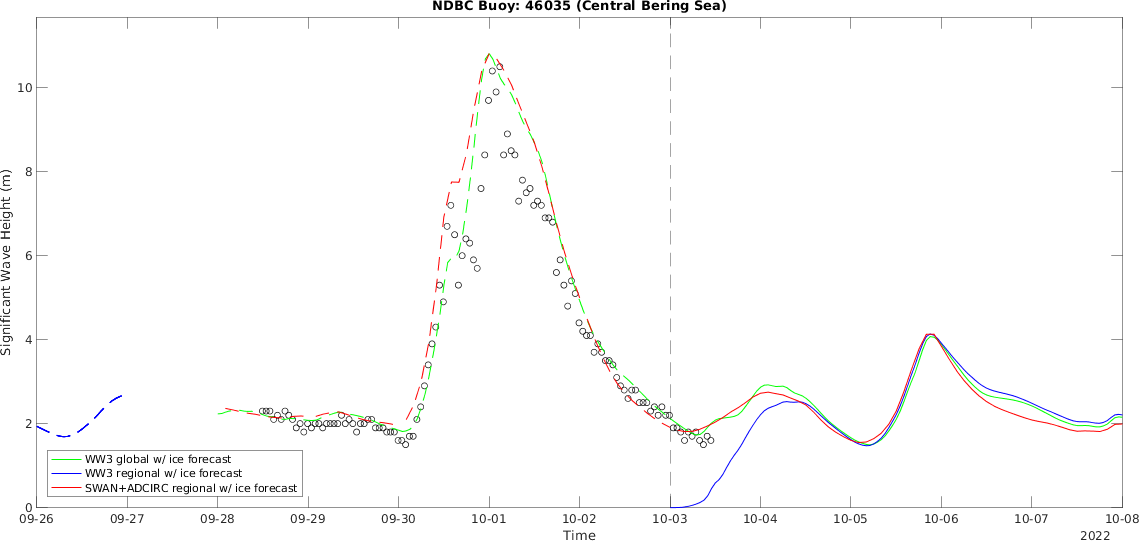 NDBC Buoy: 46035 (Central Bering Sea)
Significant Wave Height (m)
10
8
6
4
2
0
WW3 global w/ ice forecast
WW3 regional w/ ice forecast
SWAN+ADCIRC regional w/ ice forecast
09-26 09-27 09-28 09-29 09-30 10-01 10-02 10-03 10-04 10-05 10-06 10-07 10-08
Time
2022